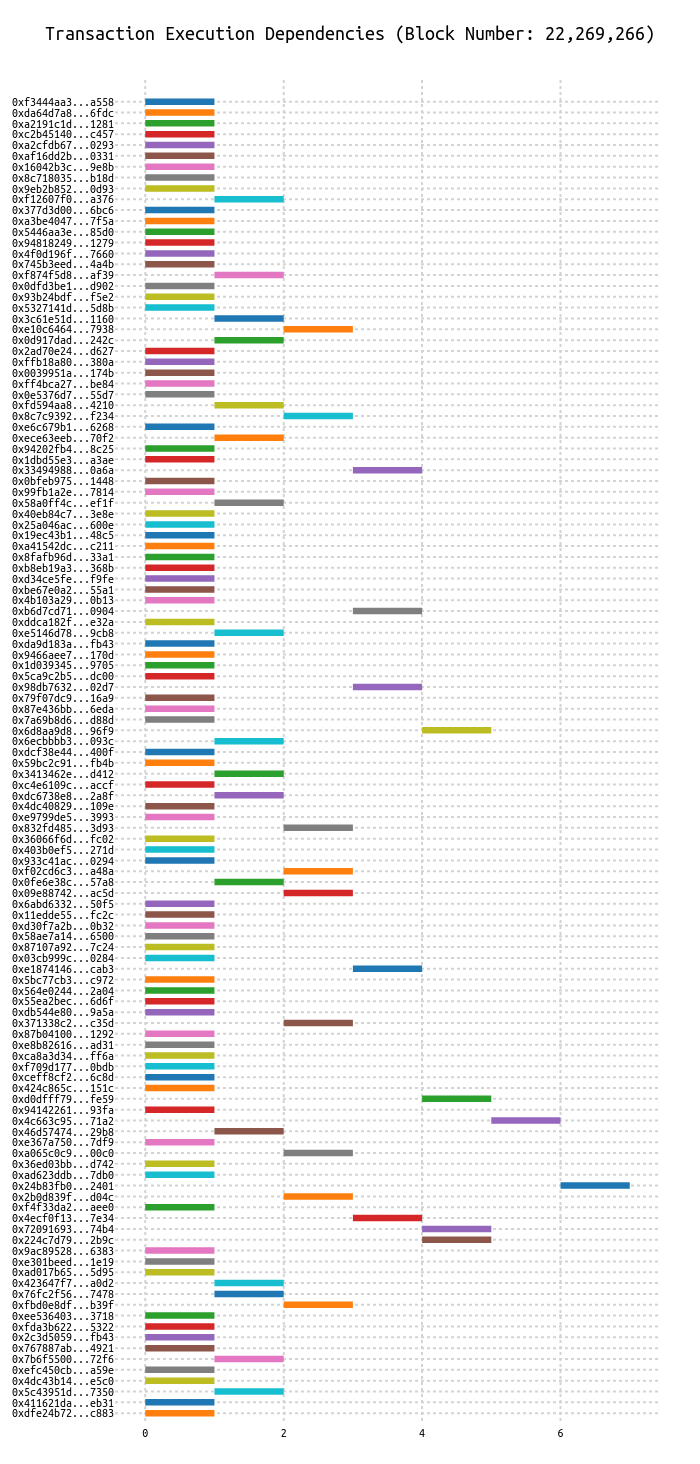 Transaction Execution Dependencies (Block Number: 22,269,266)
0xf3444aa3...a558
0xda64d7a8...6fdc
0xa2191c1d...1281
0xc2b45140...c457
0xa2cfdb67...0293
0xaf16dd2b...0331
0x16042b3c...9e8b
0x8c718035...b18d
0x9eb2b852...0d93
0xf12607f0...a376
0x377d3d00...6bc6
0xa3be4047...7f5a
0x5446aa3e...85d0
0x94818249...1279
0x4f0d196f...7660
0x745b3eed...4a4b
0xf874f5d8...af39
0x0dfd3be1...d902
0x93b24bdf...f5e2
0x5327141d...5d8b
0x3c61e51d...1160
0xe10c6464...7938
0x0d917dad...242c
0x2ad70e24...d627
0xffb18a80...380a
0x0039951a...174b
0xff4bca27...be84
0x0e5376d7...55d7
0xfd594aa8...4210
0x8c7c9392...f234
0xe6c679b1...6268
0xece63eeb...70f2
0x94202fb4...8c25
0x1dbd55e3...a3ae
0x33494988...0a6a
0x0bfeb975...1448
0x99fb1a2e...7814
0x58a0ff4c...ef1f
0x40eb84c7...3e8e
0x25a046ac...600e
0x19ec43b1...48c5
0xa41542dc...c211
0x8fafb96d...33a1
0xb8eb19a3...368b
0xd34ce5fe...f9fe
0xbe67e0a2...55a1
0x4b103a29...0b13
0xb6d7cd71...0904
0xddca182f...e32a
0xe5146d78...9cb8
0xda9d183a...fb43
0x9466aee7...170d
0x1d039345...9705
0x5ca9c2b5...dc00
0x98db7632...02d7
0x79f07dc9...16a9
0x87e436bb...6eda
0x7a69b8d6...d88d
0x6d8aa9d8...96f9
0x6ecbbbb3...093c
0xdcf38e44...400f
0x59bc2c91...fb4b
0x3413462e...d412
0xc4e6109c...accf
0xdc6738e8...2a8f
0x4dc40829...109e
0xe9799de5...3993
0x832fd485...3d93
0x36066f6d...fc02
0x403b0ef5...271d
0x933c41ac...0294
0xf02cd6c3...a48a
0x0fe6e38c...57a8
0x09e88742...ac5d
0x6abd6332...50f5
0x11edde55...fc2c
0xd30f7a2b...0b32
0x58ae7a14...6500
0x87107a92...7c24
0x03cb999c...0284
0xe1874146...cab3
0x5bc77cb3...c972
0x564e0244...2a04
0x55ea2bec...6d6f
0xdb544e80...9a5a
0x371338c2...c35d
0x87b04100...1292
0xe8b82616...ad31
0xca8a3d34...ff6a
0xf709d177...0bdb
0xceff8cf2...6c8d
0x424c865c...151c
0xd0dfff79...fe59
0x94142261...93fa
0x4c663c95...71a2
0x46d57474...29b8
0xe367a750...7df9
0xa065c0c9...00c0
0x36ed03bb...d742
0xad623ddb...7db0
0x24b83fb0...2401
0x2b0d839f...d04c
0xf4f33da2...aee0
0x4ecf0f13...7e34
0x72091693...74b4
0x224c7d79...2b9c
0x9ac89528...6383
0xe301beed...1e19
0xad017b65...5d95
0x423647f7...a0d2
0x76fc2f56...7478
0xfbd0e8df...b39f
0xee536403...3718
0xfda3b622...5322
0x2c3d5059...fb43
0x767887ab...4921
0x7b6f5500...72f6
0xefc450cb...a59e
0x4dc43b14...e5c0
0x5c43951d...7350
0x411621da...eb31
0xdfe24b72...c883
0 2 4 6